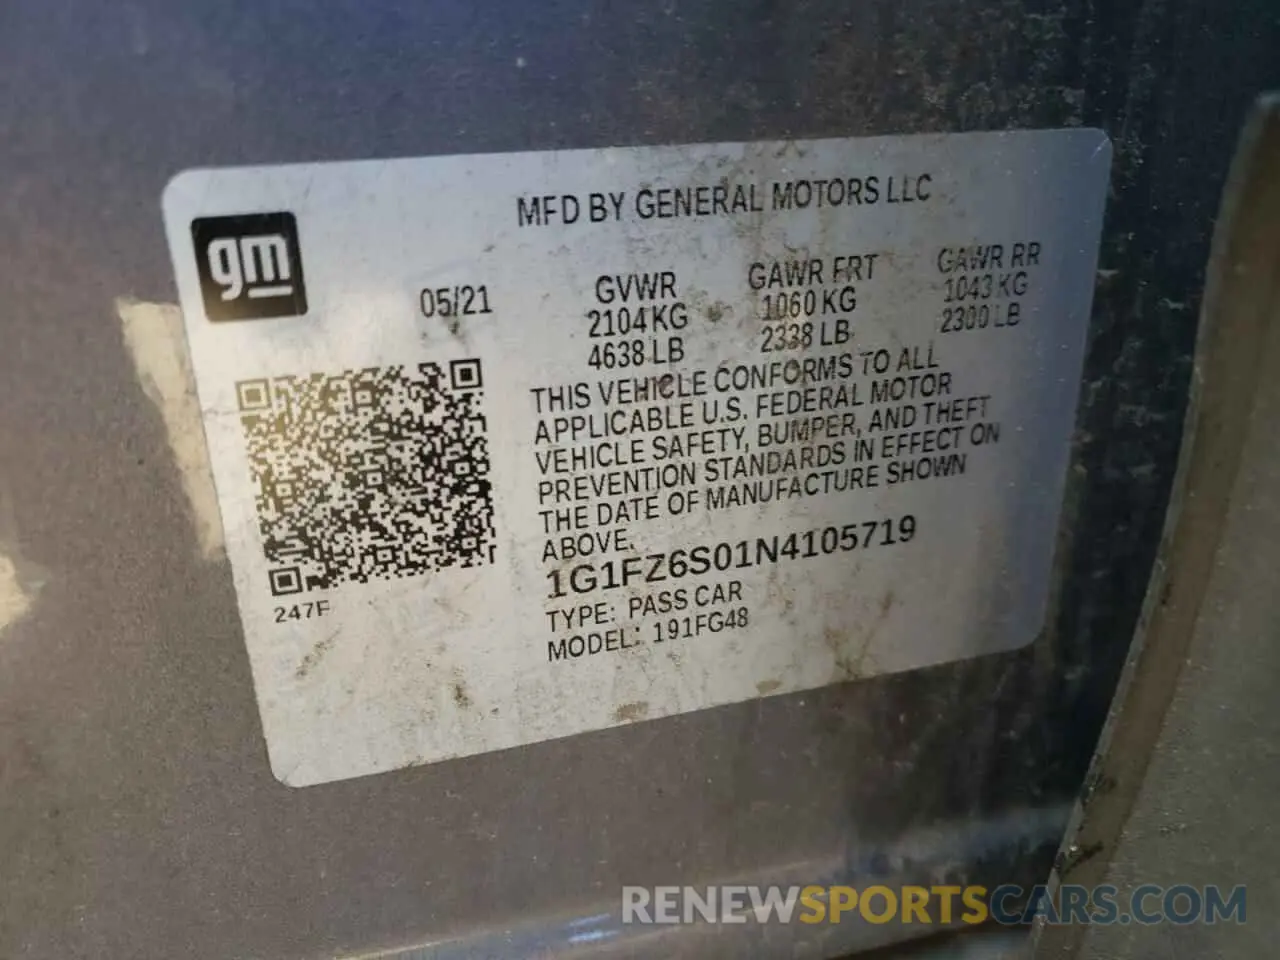 MFD BY GENERAL MOTORS LLC
gm
05/21
GVWR
2104 KG
4638 LB
GAWR FRT
1060 KG
2338 LB
GAWR RR
1043 KG
2300 LB
THIS VEHICLE CONFORMS TO ALL
APPLICABLE U.S. FEDERAL MOTOR
VEHICLE SAFETY, BUMPER, AND THEFT
PREVENTION STANDARDS IN EFFECT ON
THE DATE OF MANUFACTURE SHOWN
ABOVE.
1G1FZ6S01N4105719
TYPE: PASS CAR
MODEL: 191FG48
247F
RENEWSPORTSCARS.COM